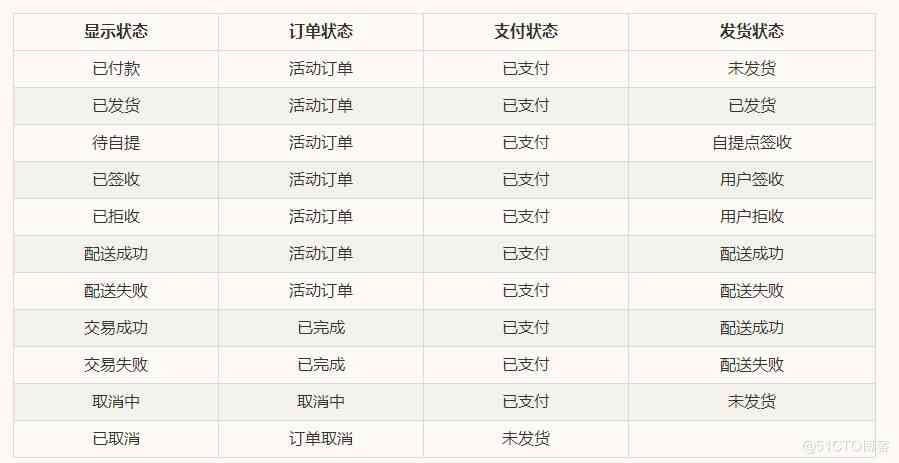 显示状态 订单状态 支付状态 发货状态
已付款 活动订单 已支付 未发货
已发货 活动订单 已支付 已发货
待自提 活动订单 已支付 自提点签收
已签收 活动订单 已支付 用户签收
已拒收 活动订单 已支付 用户拒收
配送成功 活动订单 已支付 配送成功
配送失败 活动订单 已支付 配送失败
交易成功 已完成 已支付 配送成功
交易失败 已完成 已支付 配送失败
取消中 取消中 已支付 未发货
已取消 订单取消 未发货
@51CTO博客